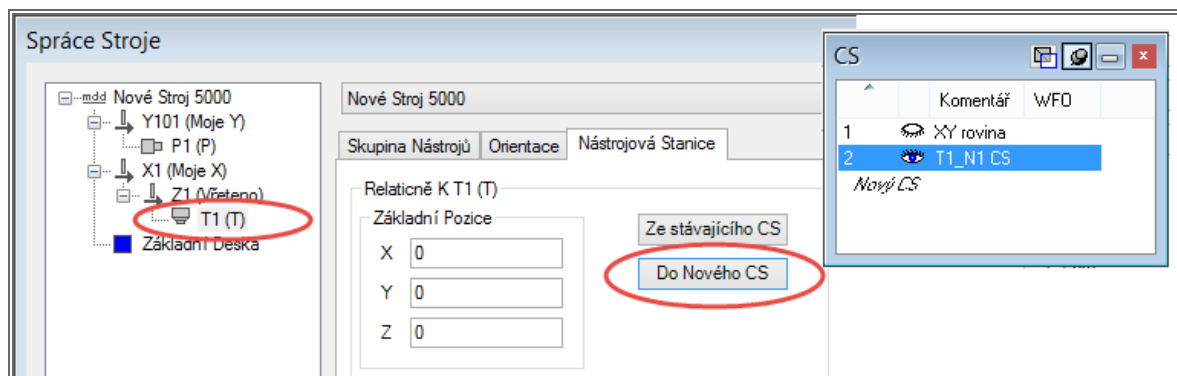 Spráce Stroje
mdd Nové Stroj 5000
Y101 (Moje Y)
P1 (P)
X1 (Moje X)
Z1 (Vřeteno)
T1 (T)
Základní Deska
Nové Stroj 5000
Skupina Nástrojů Orientace Nástrojová Stanice
Relaticně K T1 (T)
Základní Pozice
X 0
Y 0
Z 0
Ze stávajícího CS
Do Nového CS
CS
Komentář WFO
1 XY rovina
2 T1_N1 CS
Nový CS